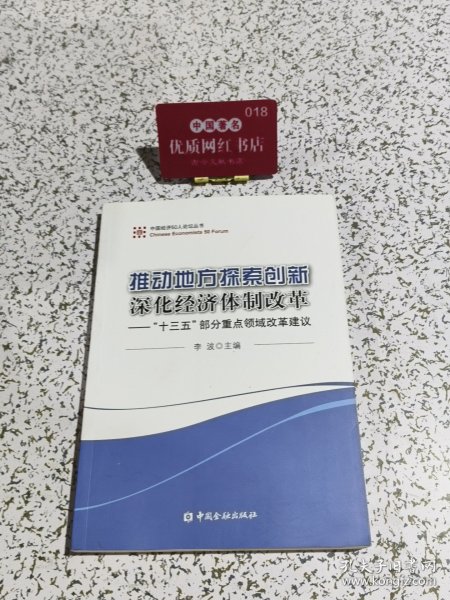 018
中国著名
优质网红书店
中国经济50人论坛丛书
Chinese Economists 50 Forum
推动地方探索创新
深化经济体制改革
——“十三五”部分重点领域改革建议
李 波◎主编
中国金融出版社
孔夫子旧书网
www.kongfz.com